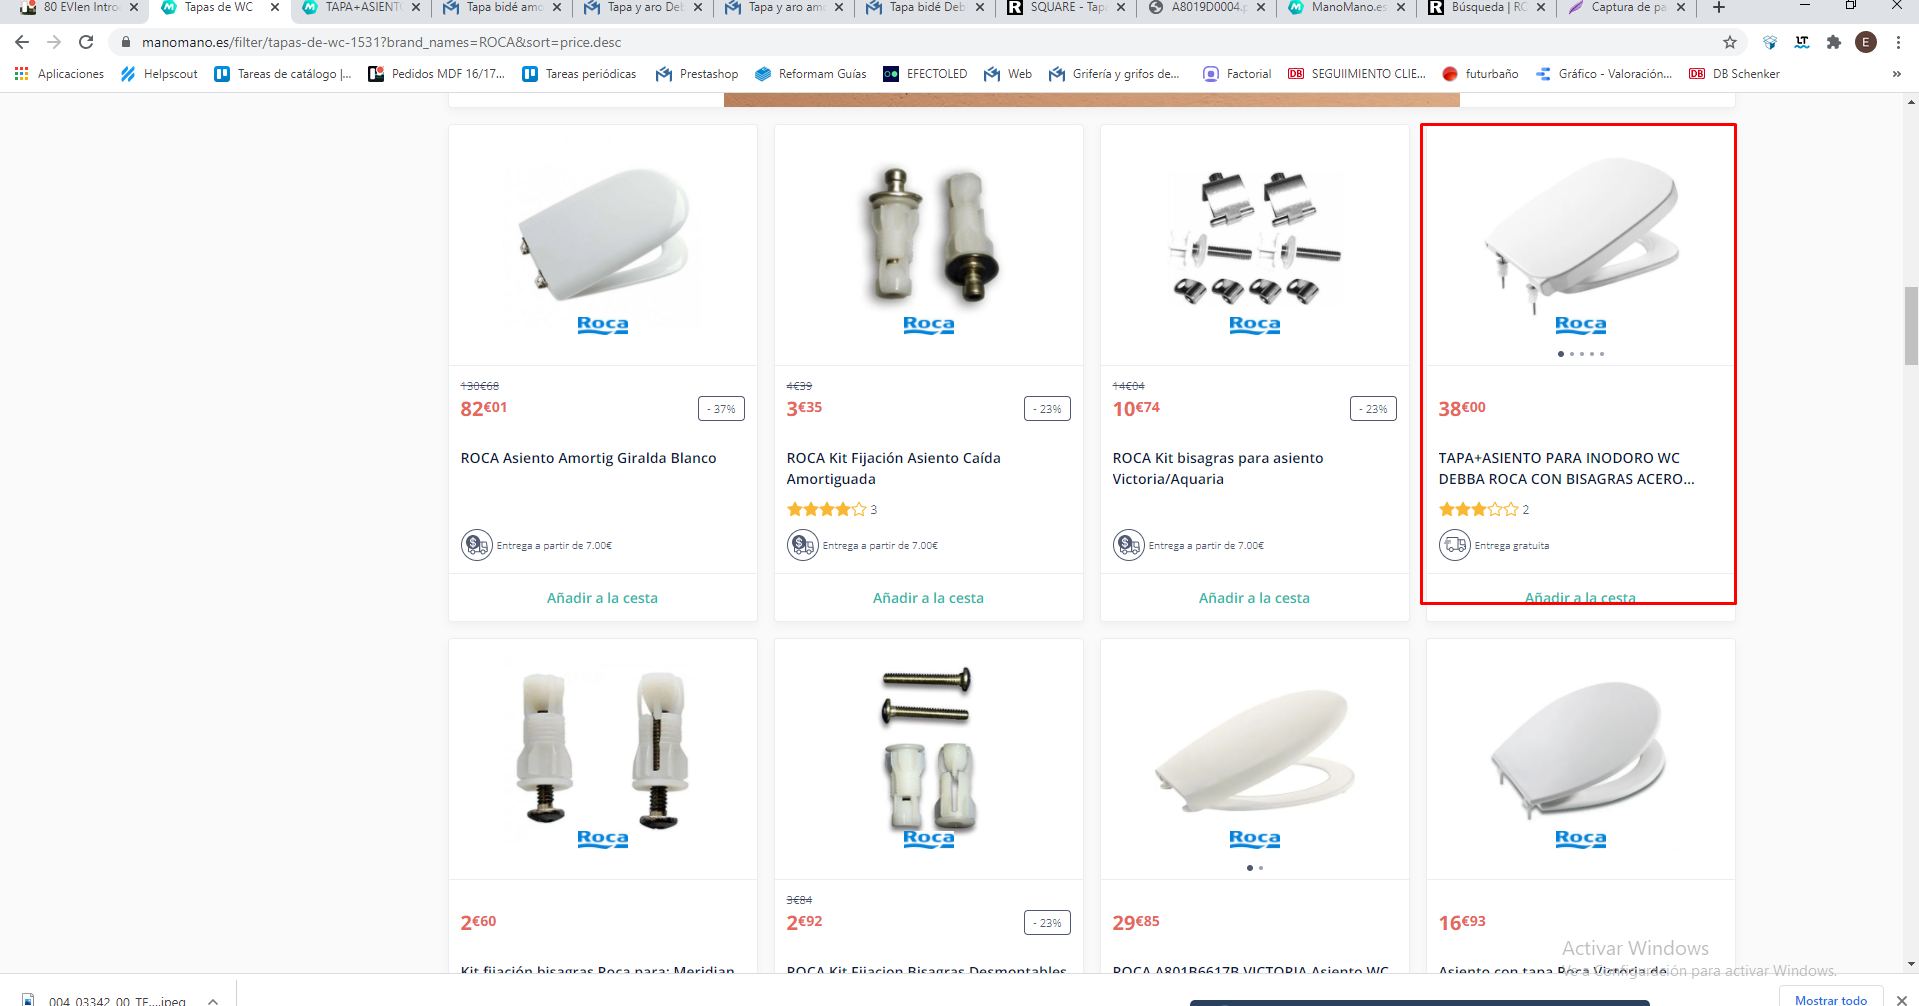 80 EVIen Intro
Tapas de WC
TAPA+ASIENTO
Tapa bidé amo
Tapa y aro Deb
Tapa y aro amo
Tapa bidé Deb
SQUARE - Tapa
A8019D0004.p
ManoMano.es
Búsqueda | RO
Captura de pa
manomano.es/filter/tapas-de-wc-1531?brand_names=ROCA&sort=price.desc
E
Aplicaciones
Helpscout
Tareas de catálogo |...
Pedidos MDF 16/17...
Tareas periódicas
Prestashop
Reformam Guías
EFECTOLED
Web
Grifería y grifos de...
Factorial
SEGUIIMIENTO CLIE...
futurbaño
Gráfico - Valoración...
DB Schenker
Roca
Roca
Roca
Roca
130€68
82€01
- 37%
4€39
3€35
- 23%
14€04
10€74
- 23%
38€00
ROCA Asiento Amortig Giralda Blanco
ROCA Kit Fijación Asiento Caída
Amortiguada
3
ROCA Kit bisagras para asiento
Victoria/Aquaria
TAPA+ASIENTO PARA INODORO WC
DEBBA ROCA CON BISAGRAS ACERO...
2
Entrega a partir de 7.00€
Entrega a partir de 7.00€
Entrega a partir de 7.00€
Entrega gratuita
Añadir a la cesta
Añadir a la cesta
Añadir a la cesta
Añadir a la cesta
Roca
Roca
Roca
Roca
2€60
3€84
2€92
- 23%
29€85
16€93
Kit fijación bisagras Roca para: Meridian
ROCA Kit Fijacion Bisagras Desmontables
ROCA A801B6617B VICTORIA Asiento WC
Asiento con tapa Roca Victoria de
Activar Windows
Ve a Configuración para activar Windows.
004_03342_00_TF....jpeg
Mostrar todo